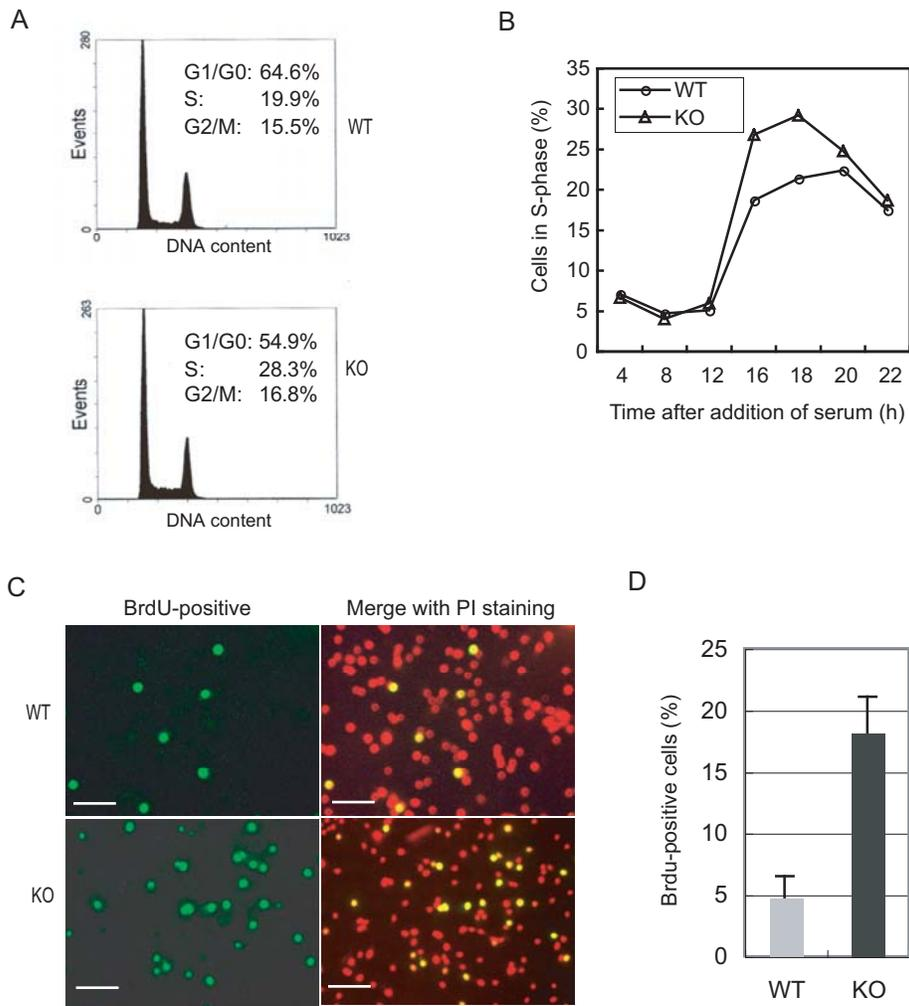 A
280
Events
0
G1/G0: 64.6%
S: 19.9%
G2/M: 15.5%
WT
0
1023
DNA content
263
Events
0
G1/G0: 54.9%
S: 28.3%
G2/M: 16.8%
KO
0
1023
DNA content
B
Cells in S-phase (%)
35
30
25
20
15
10
5
0
WT
KO
4 8 12 16 18 20 22
Time after addition of serum (h)
C
BrdU-positive
Merge with PI staining
WT
KO
D
Brdu-positive cells (%)
25
20
15
10
5
0
WT KO